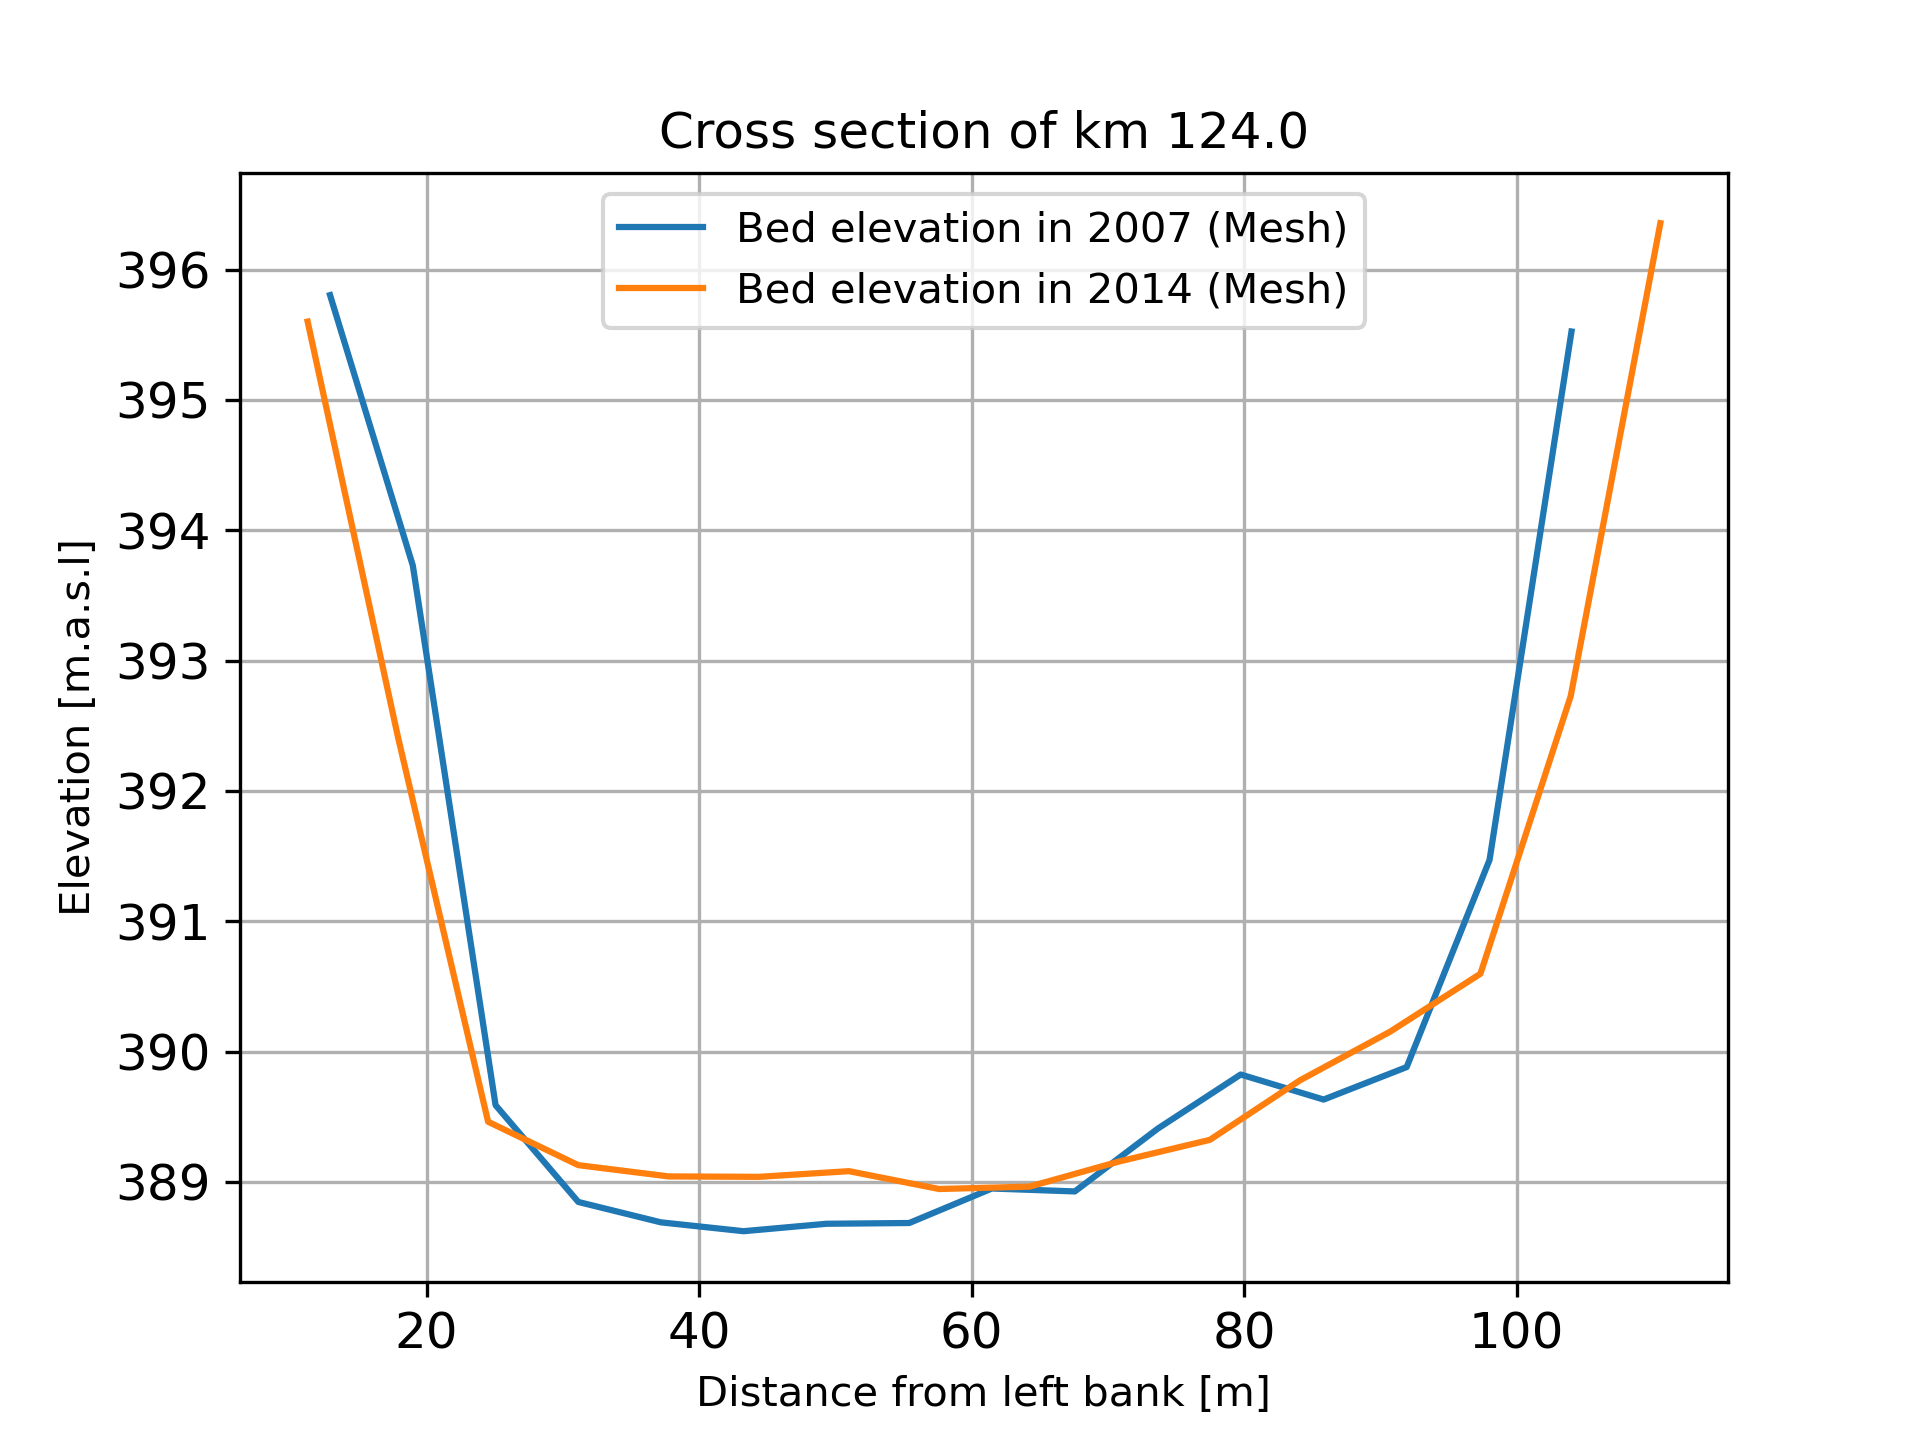 Cross section of km 124.0
Bed elevation in 2007 (Mesh)
Bed elevation in 2014 (Mesh)
396
395
394
393
392
391
390
389
Elevation [m.a.s.l]
20 40 60 80 100
Distance from left bank [m]